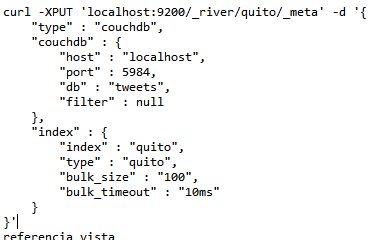 curl -XPUT 'localhost:9200/_river/quito/_meta' -d '{
    "type" : "couchdb",
    "couchdb" : {
        "host" : "localhost",
        "port" : 5984,
        "db" : "tweets",
        "filter" : null
    },
    "index" : {
        "index" : "quito",
        "type" : "quito",
        "bulk_size" : "100",
        "bulk_timeout" : "10ms"
    }
}'
referencia vista